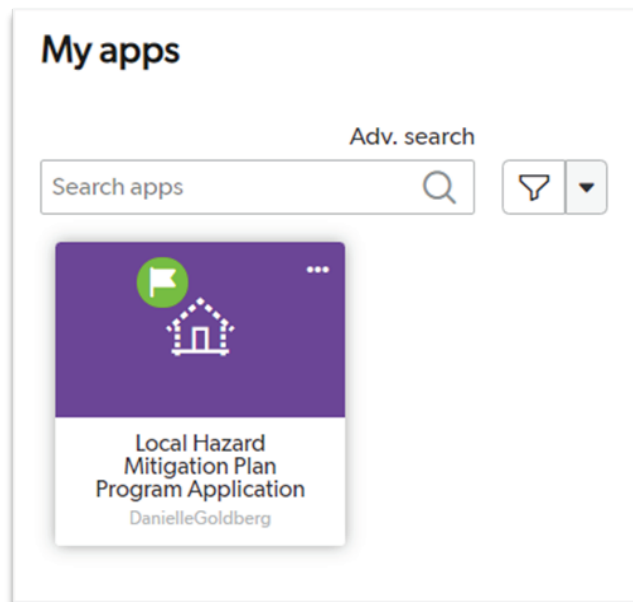 My apps
Adv. search
Search apps
Local Hazard
Mitigation Plan
Program Application
DanielleGoldberg